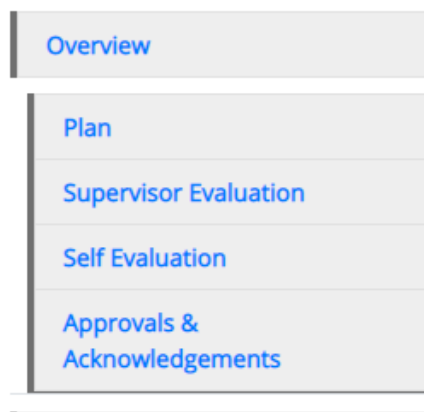 Overview
Plan
Supervisor Evaluation
Self Evaluation
Approvals &
Acknowledgements